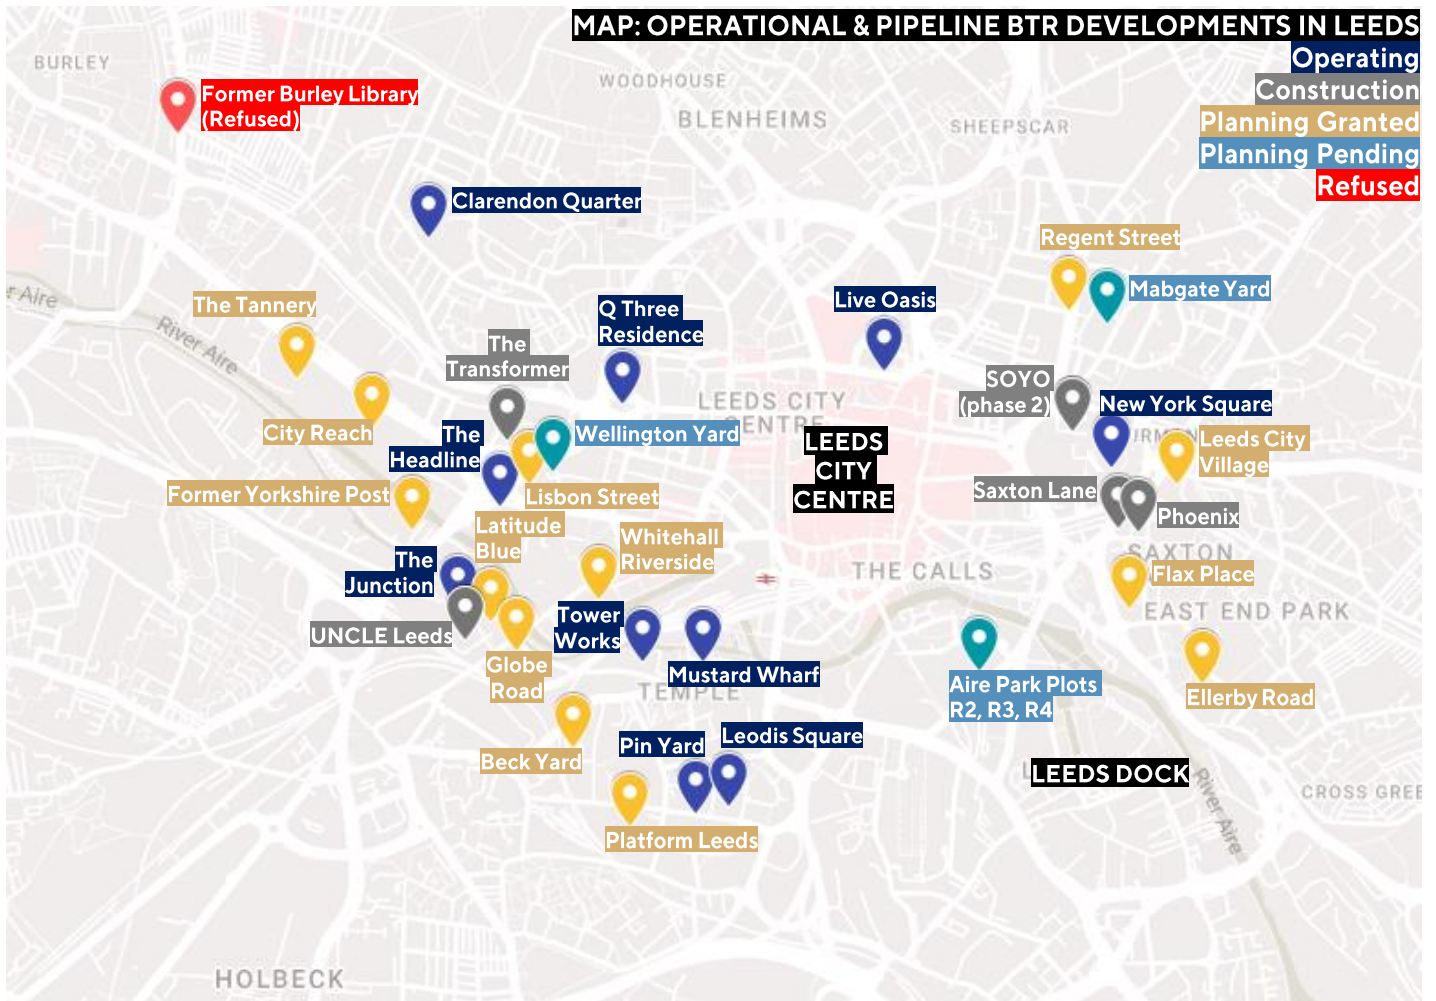 MAP: OPERATIONAL & PIPELINE BTR DEVELOPMENTS IN LEEDS
Operating
Construction
Planning Granted
Planning Pending
Refused
BURLEY
WOODHOUSE
BLENHEIMS
SHEEPSCAR
Former Burley Library
(Refused)
Clarendon Quarter
Regent Street
Mabgate Yard
Aire
The Tannery
River Aire
Q Three
Residence
Live Oasis
The
Transformer
SOYO
(phase 2)
New York Square
LEEDS CITY
CENTRE
City Reach
The
Headline
Wellington Yard
LEEDS
CITY
CENTRE
Leeds City
Village
Former Yorkshire Post
Lisbon Street
Saxton Lane
Phoenix
Latitude
Blue
Whitehall
Riverside
The
Junction
THE CALLS
SAXTON
Flax Place
EAST END PARK
UNCLE Leeds
Tower
Works
Mustard Wharf
Globe
Road
TEMPLE
Aire Park Plots
R2, R3, R4
Ellerby Road
Beck Yard
Pin Yard
Leodis Square
LEEDS DOCK
River Aire
CROSS GREE
Platform Leeds
HOLBECK